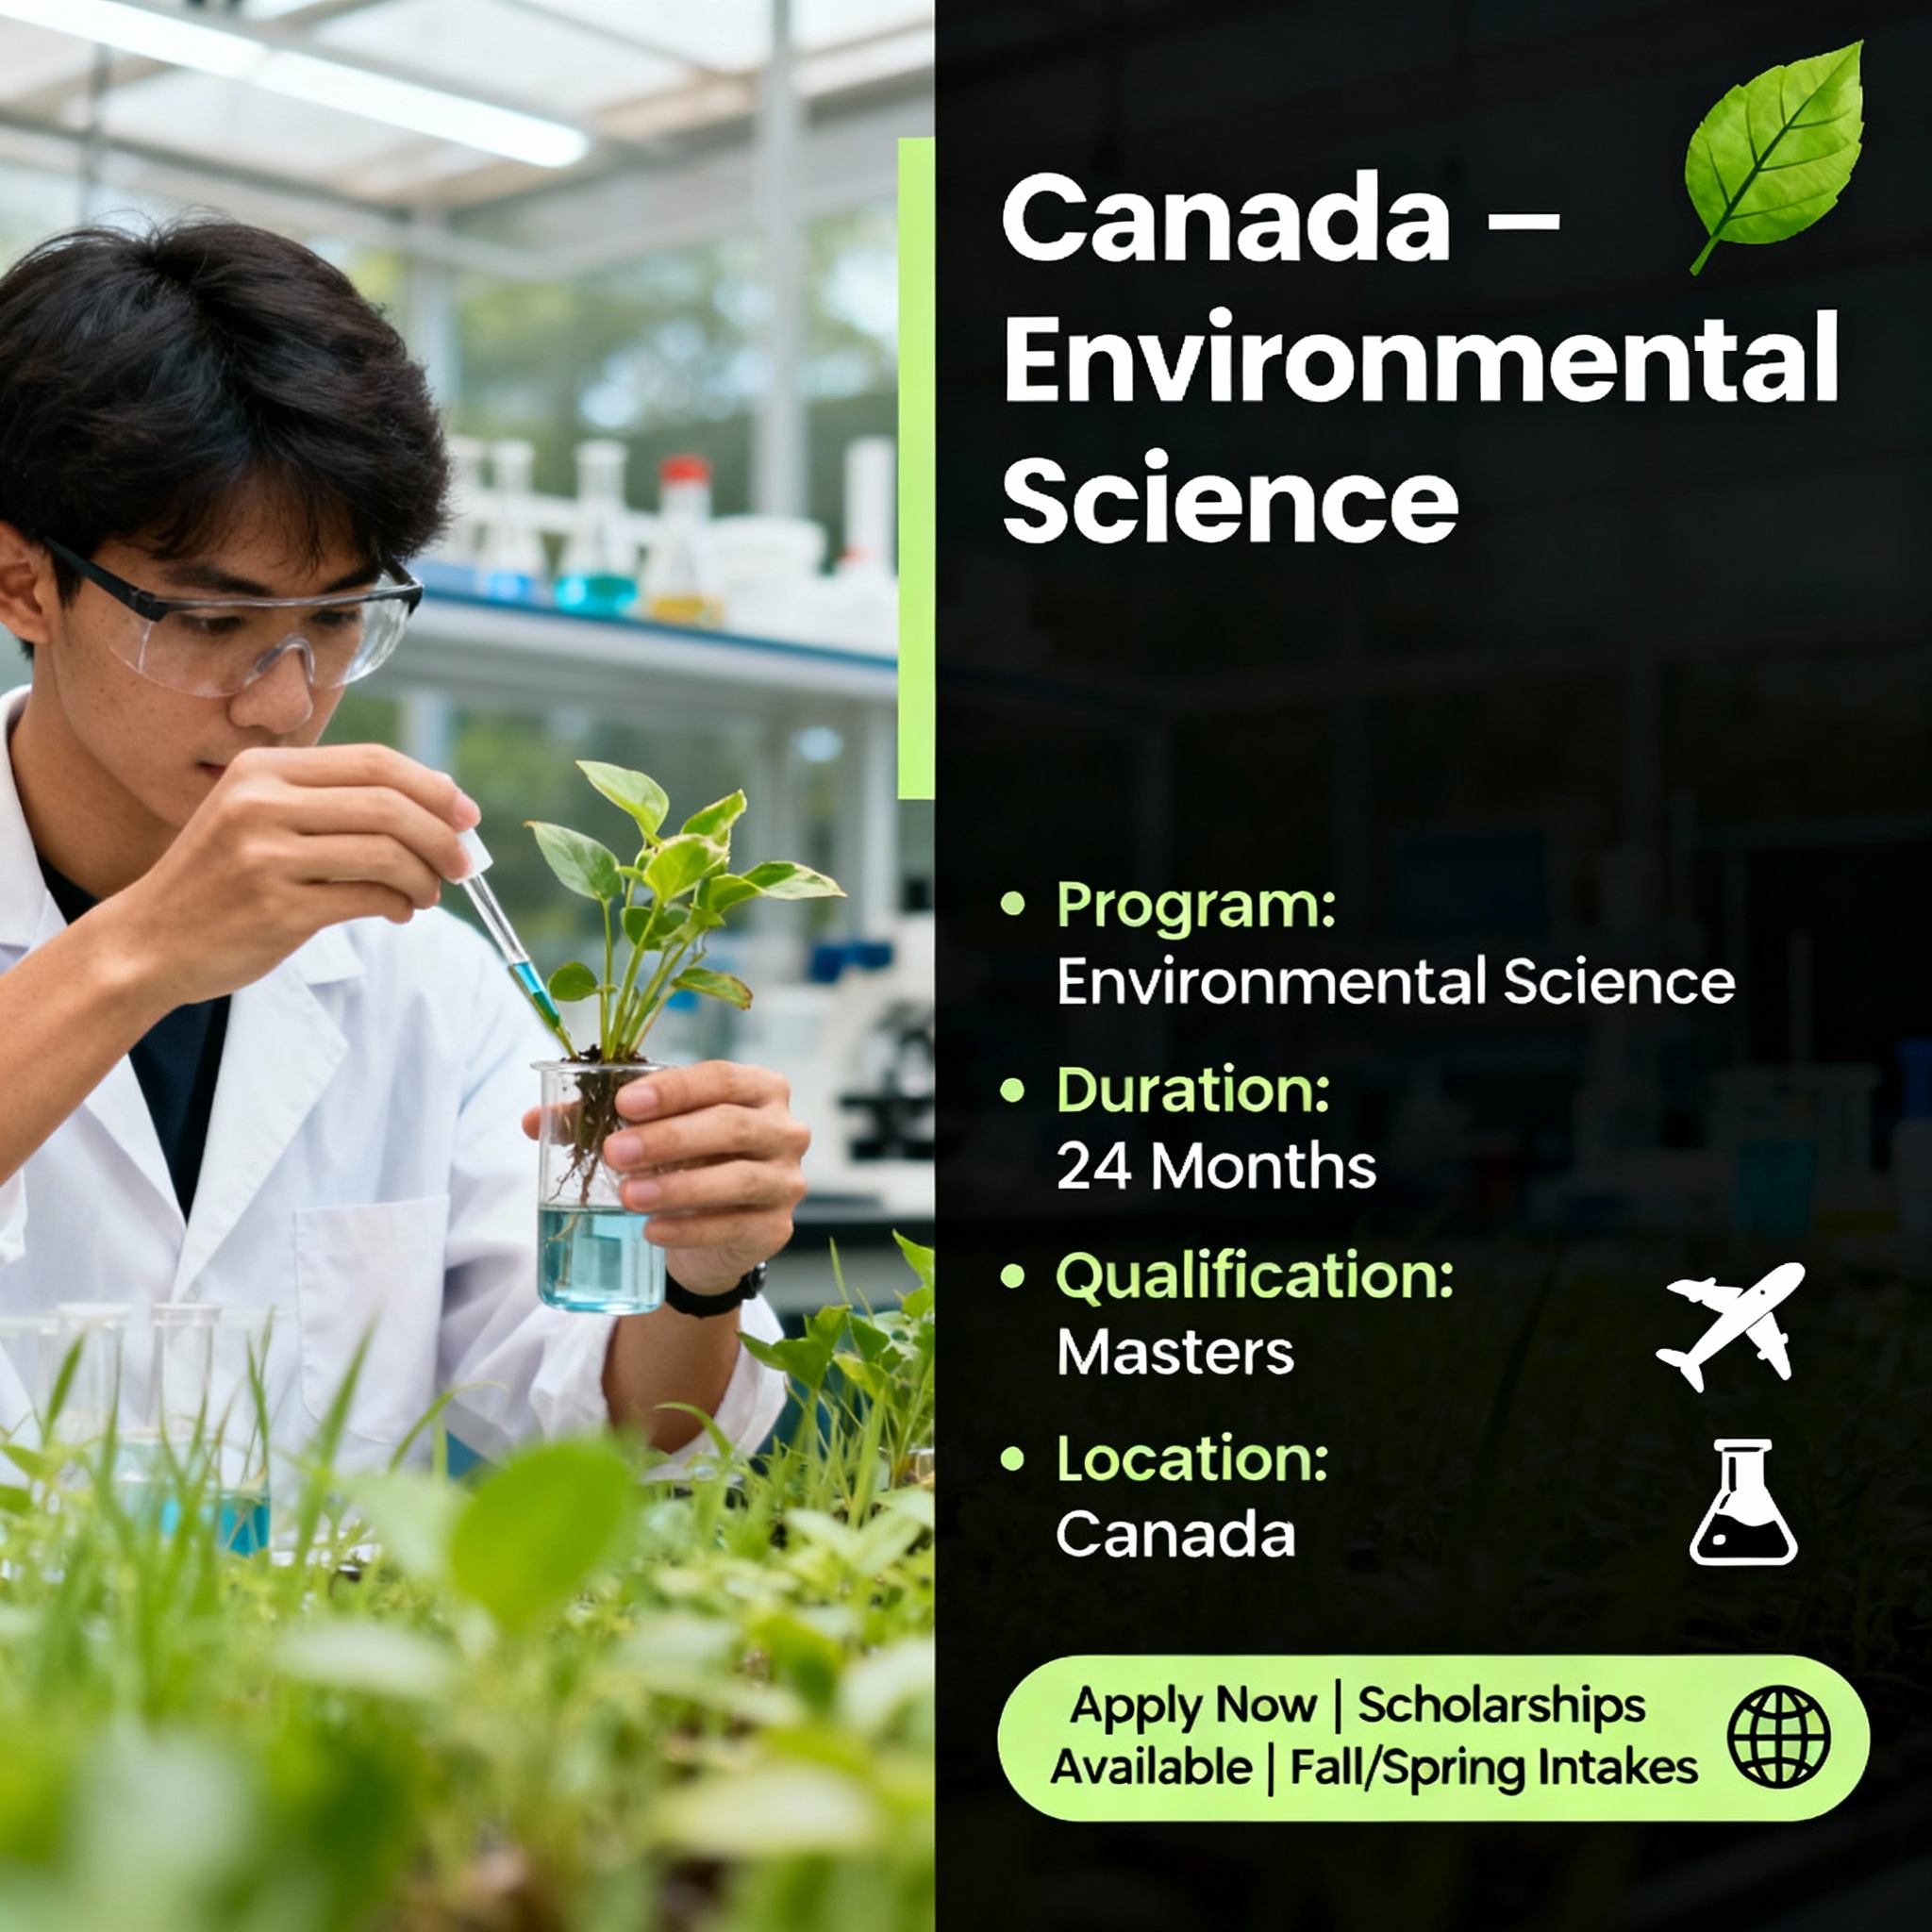 Canada –
Environmental
Science
• Program:
Environmental Science
• Duration:
24 Months
• Qualification:
Masters
• Location:
Canada
Apply Now | Scholarships
Available | Fall/Spring Intakes